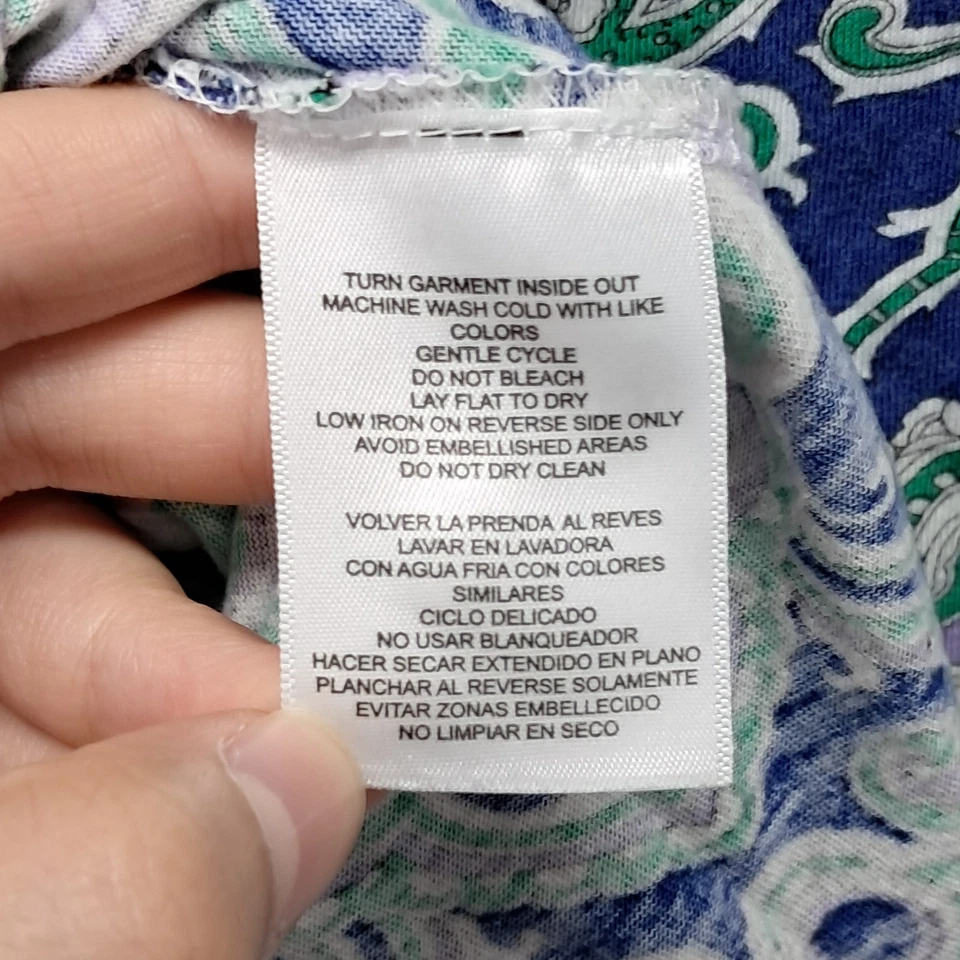 TURN GARMENT INSIDE OUT
MACHINE WASH COLD WITH LIKE
COLORS
GENTLE CYCLE
DO NOT BLEACH
LAY FLAT TO DRY
LOW IRON ON REVERSE SIDE ONLY
AVOID EMBELLISHED AREAS
DO NOT DRY CLEAN
VOLVER LA PRENDA AL REVES
LAVAR EN LAVADORA
CON AGUA FRIA CON COLORES
SIMILARES
CICLO DELICADO
NO USAR BLANQUEADOR
HACER SECAR EXTENDIDO EN PLANO
PLANCHAR AL REVERSE SOLAMENTE
EVITAR ZONAS EMBELLECIDO
NO LIMPIAR EN SECO